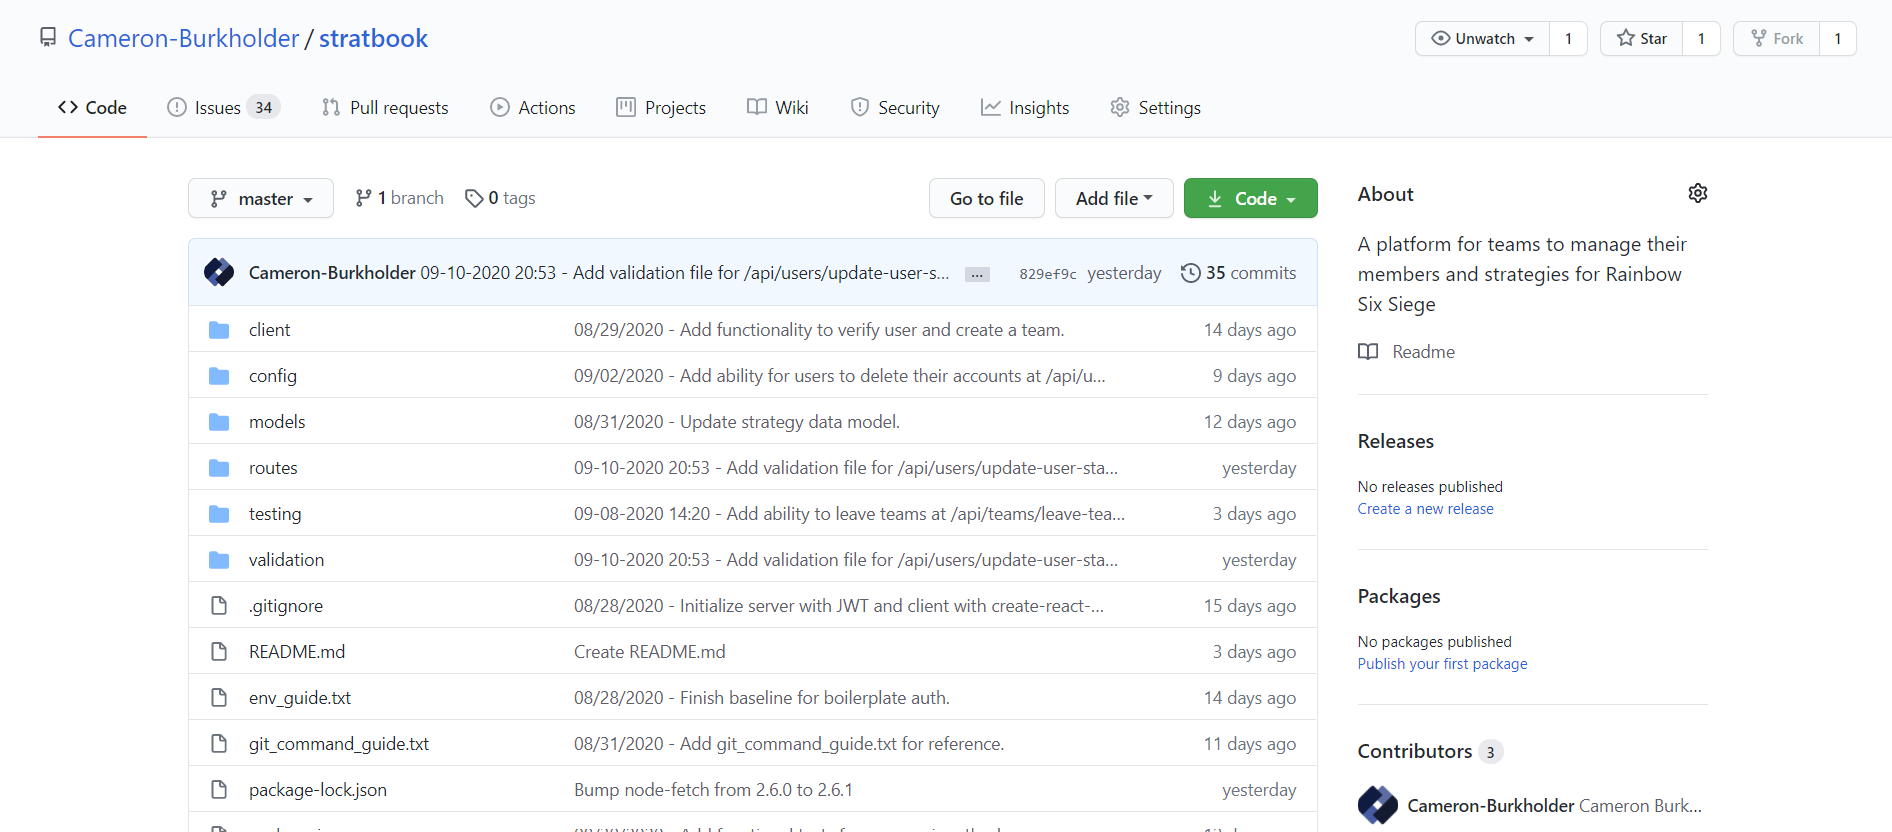 Cameron-Burkholder / stratbook
Unwatch 1 Star 1 Fork 1
Code Issues 34 Pull requests Actions Projects Wiki Security Insights Settings
master 1 branch 0 tags Go to file Add file Code
Cameron-Burkholder 09-10-2020 20:53 - Add validation file for /api/users/update-user-s... ... 829ef9c yesterday 35 commits
client 08/29/2020 - Add functionality to verify user and create a team. 14 days ago
config 09/02/2020 - Add ability for users to delete their accounts at /api/u... 9 days ago
models 08/31/2020 - Update strategy data model. 12 days ago
routes 09-10-2020 20:53 - Add validation file for /api/users/update-user-sta... yesterday
testing 09-08-2020 14:20 - Add ability to leave teams at /api/teams/leave-tea... 3 days ago
validation 09-10-2020 20:53 - Add validation file for /api/users/update-user-sta... yesterday
.gitignore 08/28/2020 - Initialize server with JWT and client with create-react-... 15 days ago
README.md Create README.md 3 days ago
env_guide.txt 08/28/2020 - Finish baseline for boilerplate auth. 14 days ago
git_command_guide.txt 08/31/2020 - Add git_command_guide.txt for reference. 11 days ago
package-lock.json Bump node-fetch from 2.6.0 to 2.6.1 yesterday
About
A platform for teams to manage their
members and strategies for Rainbow
Six Siege
Readme
Releases
No releases published
Create a new release
Packages
No packages published
Publish your first package
Contributors 3
Cameron-Burkholder Cameron Burk...